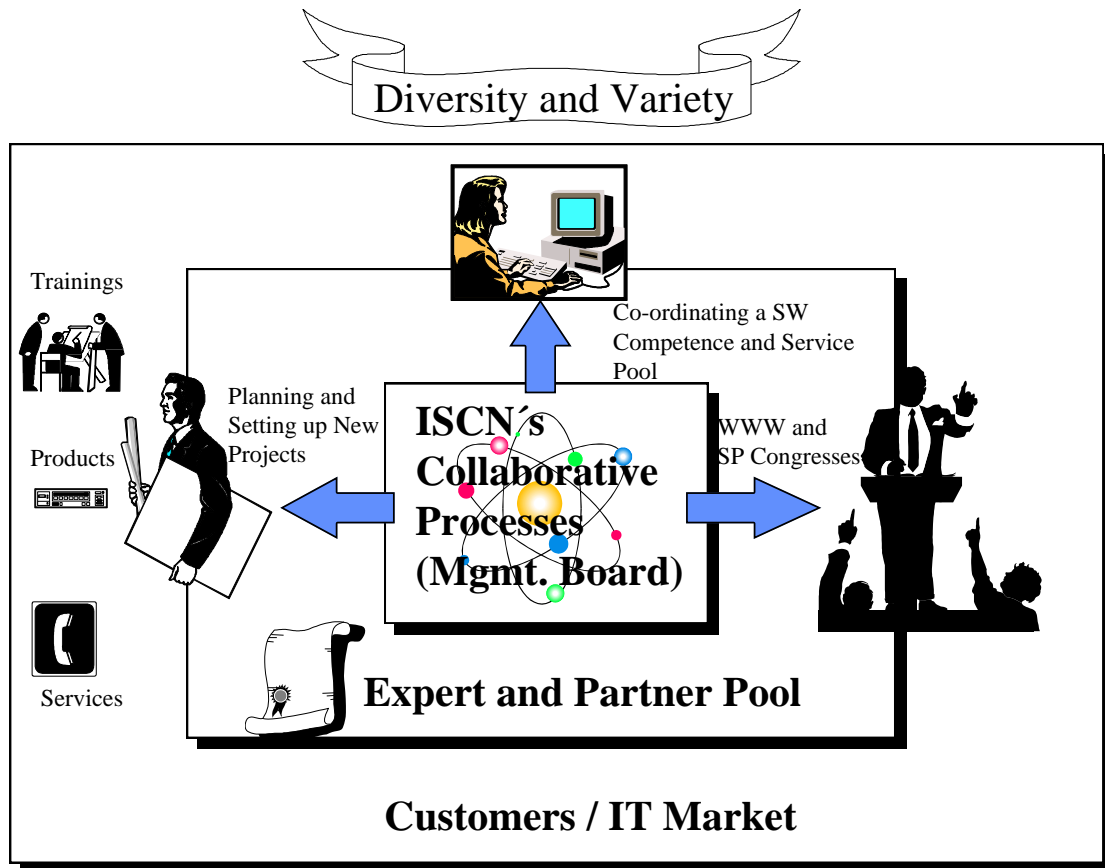 Diversity and Variety
Trainings
Co-ordinating a SW
Competence and Service
Pool
Planning and
Setting up New
Projects
Products
ISCN´s
Collaborative
Processes
(Mgmt. Board)
WWW and
SP Congresses
Services
Expert and Partner Pool
Customers / IT Market